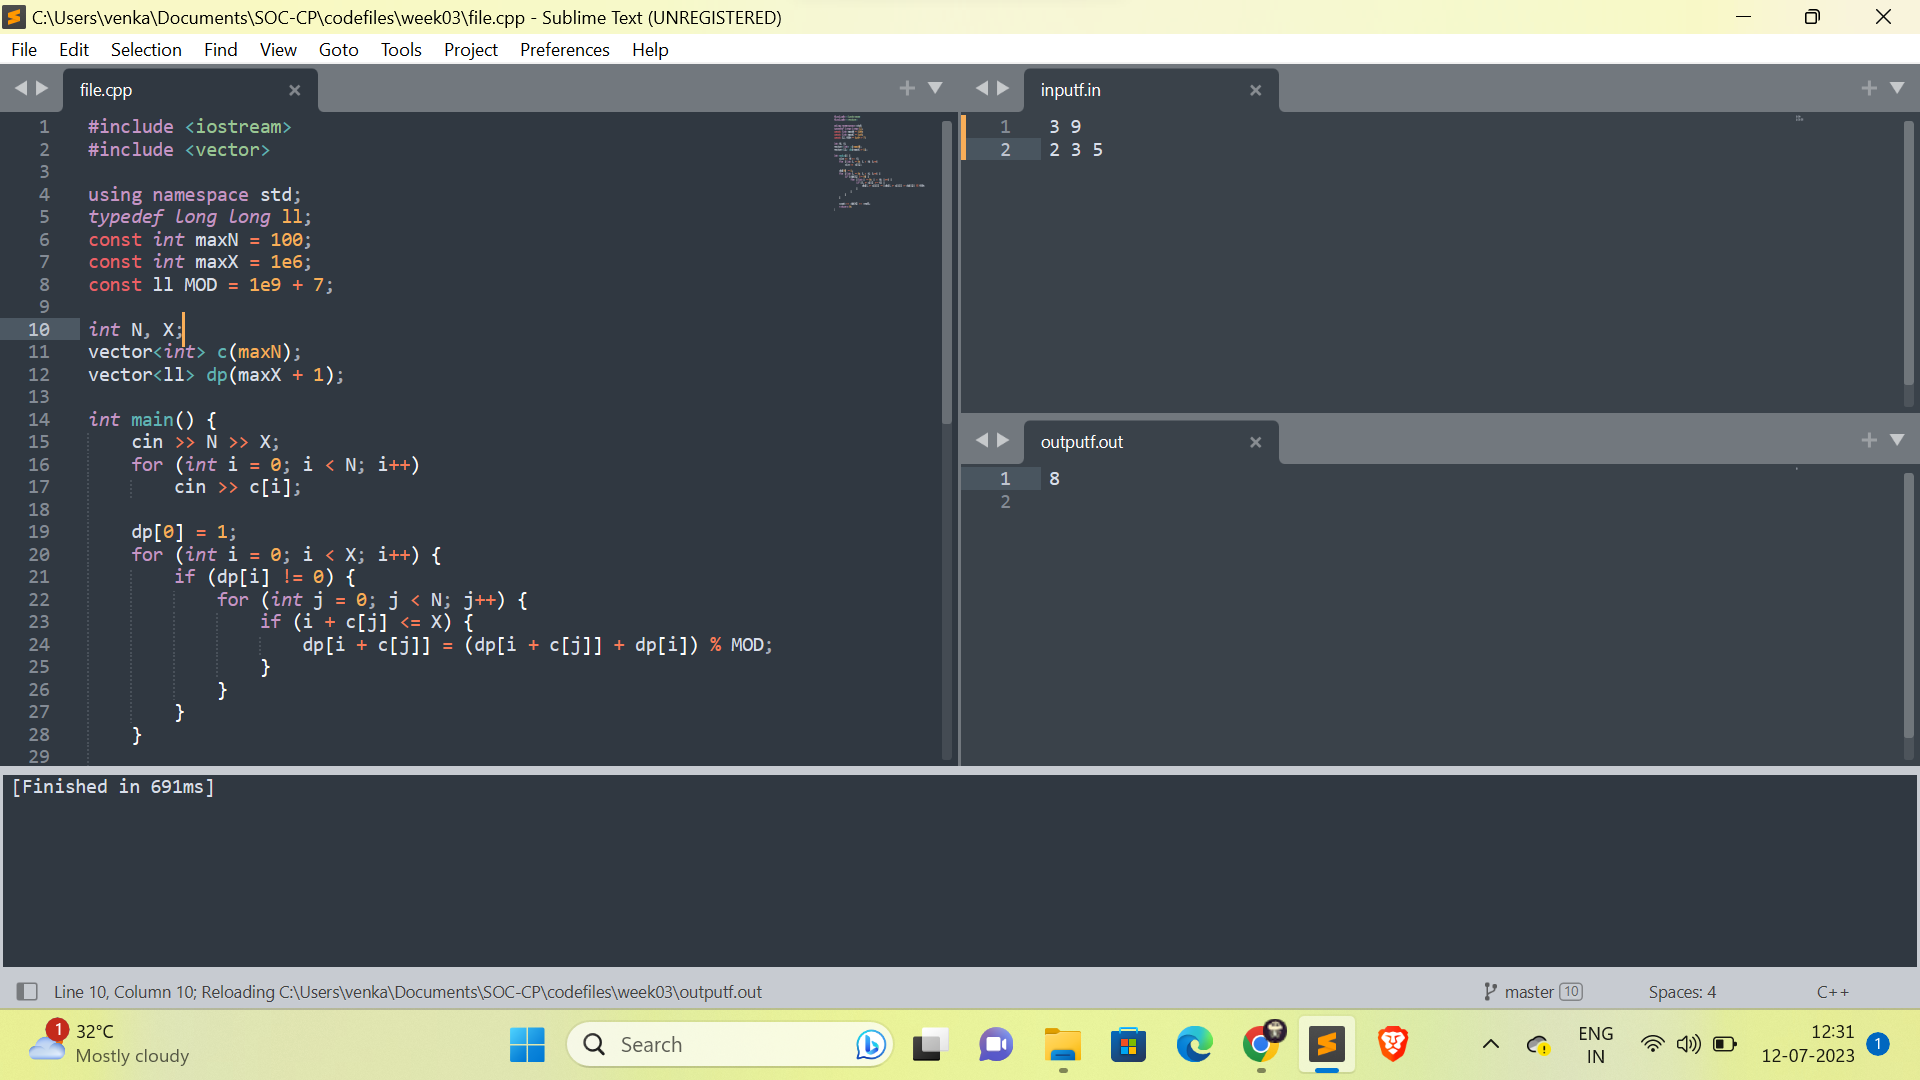 C:\Users\venka\Documents\SOC-CP\codefiles\week03\file.cpp - Sublime Text (UNREGISTERED)
File Edit Selection Find View Goto Tools Project Preferences Help
file.cpp
1 #include <iostream>
2 #include <vector>
3
4 using namespace std;
5 typedef long long ll;
6 const int maxN = 100;
7 const int maxX = 1e6;
8 const ll MOD = 1e9 + 7;
9
10 int N, X;
11 vector<int> c(maxN);
12 vector<ll> dp(maxX + 1);
13
14 int main() {
15     cin >> N >> X;
16     for (int i = 0; i < N; i++)
17         cin >> c[i];
18
19     dp[0] = 1;
20     for (int i = 0; i < X; i++) {
21         if (dp[i] != 0) {
22             for (int j = 0; j < N; j++) {
23                 if (i + c[j] <= X) {
24                     dp[i + c[j]] = (dp[i + c[j]] + dp[i]) % MOD;
25                 }
26             }
27         }
28     }
29
inputf.in
1 3 9
2 2 3 5
outputf.out
1 8
2
[Finished in 691ms]
Line 10, Column 10; Reloading C:\Users\venka\Documents\SOC-CP\codefiles\week03\outputf.out
master 10
Spaces: 4
C++
1
32°C
Mostly cloudy
Search
ENG
IN
12:31
12-07-2023
1